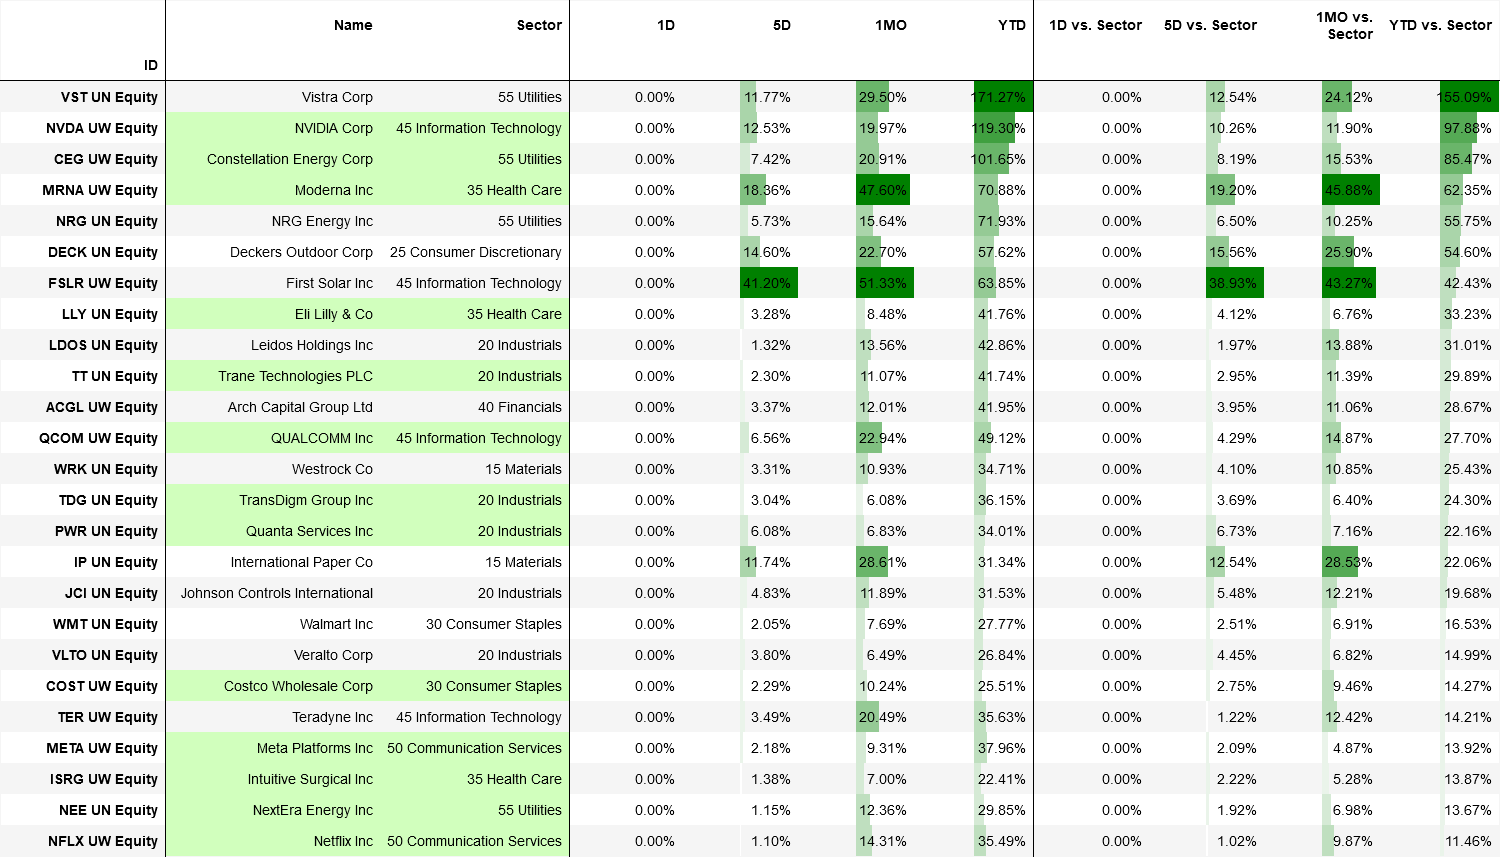 Name Sector 1D 5D 1MO YTD 1D vs. Sector 5D vs. Sector 1MO vs. Sector YTD vs. Sector
ID
VST UN Equity Vistra Corp 55 Utilities 0.00% 11.77% 29.50% 171.27% 0.00% 12.54% 24.12% 155.09%
NVDA UW Equity NVIDIA Corp 45 Information Technology 0.00% 12.53% 19.97% 119.30% 0.00% 10.26% 11.90% 97.88%
CEG UW Equity Constellation Energy Corp 55 Utilities 0.00% 7.42% 20.91% 101.65% 0.00% 8.19% 15.53% 85.47%
MRNA UW Equity Moderna Inc 35 Health Care 0.00% 18.36% 47.60% 70.88% 0.00% 19.20% 45.88% 62.35%
NRG UN Equity NRG Energy Inc 55 Utilities 0.00% 5.73% 15.64% 71.93% 0.00% 6.50% 10.25% 55.75%
DECK UN Equity Deckers Outdoor Corp 25 Consumer Discretionary 0.00% 14.60% 22.70% 57.62% 0.00% 15.56% 25.90% 54.60%
FSLR UW Equity First Solar Inc 45 Information Technology 0.00% 41.20% 51.33% 63.85% 0.00% 38.93% 43.27% 42.43%
LLY UN Equity Eli Lilly & Co 35 Health Care 0.00% 3.28% 8.48% 41.76% 0.00% 4.12% 6.76% 33.23%
LDOS UN Equity Leidos Holdings Inc 20 Industrials 0.00% 1.32% 13.56% 42.86% 0.00% 1.97% 13.88% 31.01%
TT UN Equity Trane Technologies PLC 20 Industrials 0.00% 2.30% 11.07% 41.74% 0.00% 2.95% 11.39% 29.89%
ACGL UW Equity Arch Capital Group Ltd 40 Financials 0.00% 3.37% 12.01% 41.95% 0.00% 3.95% 11.06% 28.67%
QCOM UW Equity QUALCOMM Inc 45 Information Technology 0.00% 6.56% 22.94% 49.12% 0.00% 4.29% 14.87% 27.70%
WRK UN Equity Westrock Co 15 Materials 0.00% 3.31% 10.93% 34.71% 0.00% 4.10% 10.85% 25.43%
TDG UN Equity TransDigm Group Inc 20 Industrials 0.00% 3.04% 6.08% 36.15% 0.00% 3.69% 6.40% 24.30%
PWR UN Equity Quanta Services Inc 20 Industrials 0.00% 6.08% 6.83% 34.01% 0.00% 6.73% 7.16% 22.16%
IP UN Equity International Paper Co 15 Materials 0.00% 11.74% 28.61% 31.34% 0.00% 12.54% 28.53% 22.06%
JCI UN Equity Johnson Controls International 20 Industrials 0.00% 4.83% 11.89% 31.53% 0.00% 5.48% 12.21% 19.68%
WMT UN Equity Walmart Inc 30 Consumer Staples 0.00% 2.05% 7.69% 27.77% 0.00% 2.51% 6.91% 16.53%
VLTO UN Equity Veralto Corp 20 Industrials 0.00% 3.80% 6.49% 26.84% 0.00% 4.45% 6.82% 14.99%
COST UW Equity Costco Wholesale Corp 30 Consumer Staples 0.00% 2.29% 10.24% 25.51% 0.00% 2.75% 9.46% 14.27%
TER UW Equity Teradyne Inc 45 Information Technology 0.00% 3.49% 20.49% 35.63% 0.00% 1.22% 12.42% 14.21%
META UW Equity Meta Platforms Inc 50 Communication Services 0.00% 2.18% 9.31% 37.96% 0.00% 2.09% 4.87% 13.92%
ISRG UW Equity Intuitive Surgical Inc 35 Health Care 0.00% 1.38% 7.00% 22.41% 0.00% 2.22% 5.28% 13.87%
NEE UN Equity NextEra Energy Inc 55 Utilities 0.00% 1.15% 12.36% 29.85% 0.00% 1.92% 6.98% 13.67%
NFLX UW Equity Netflix Inc 50 Communication Services 0.00% 1.10% 14.31% 35.49% 0.00% 1.02% 9.87% 11.46%